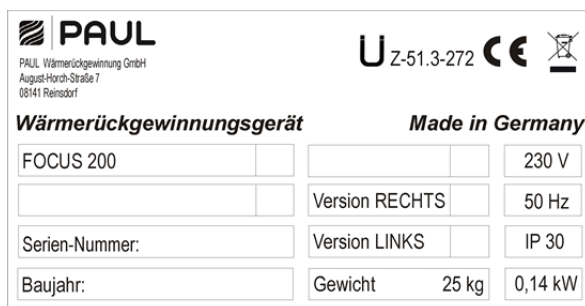 PAUL
PAUL Wärmerückgewinnung GmbH
August-Horch-Straße 7
08141 Reinsdorf
Ü Z-51.3-272 CE
Wärmerückgewinnungsgerät Made in Germany
FOCUS 200 230 V
Version RECHTS 50 Hz
Serien-Nummer: Version LINKS IP 30
Baujahr: Gewicht 25 kg 0,14 kW